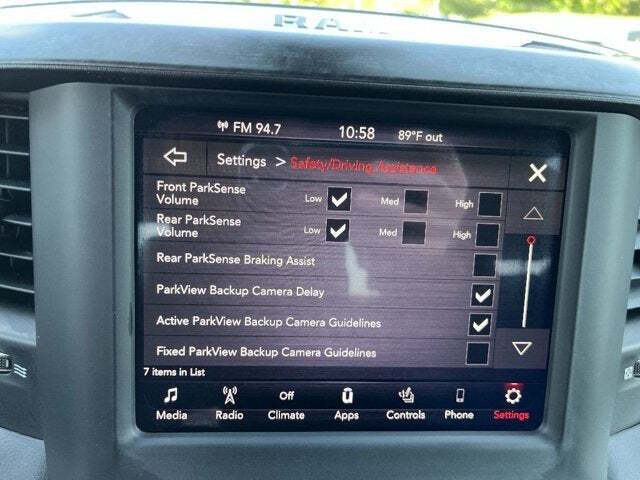 RAM
FM 94.7 10:58 89°F out
Settings > Safety/Driving Assistance
Front ParkSense Volume Low Med High
Rear ParkSense Volume Low Med High
Rear ParkSense Braking Assist
ParkView Backup Camera Delay
Active ParkView Backup Camera Guidelines
Fixed ParkView Backup Camera Guidelines
7 items in List
Off
Media Radio Climate Apps Controls Phone Settings